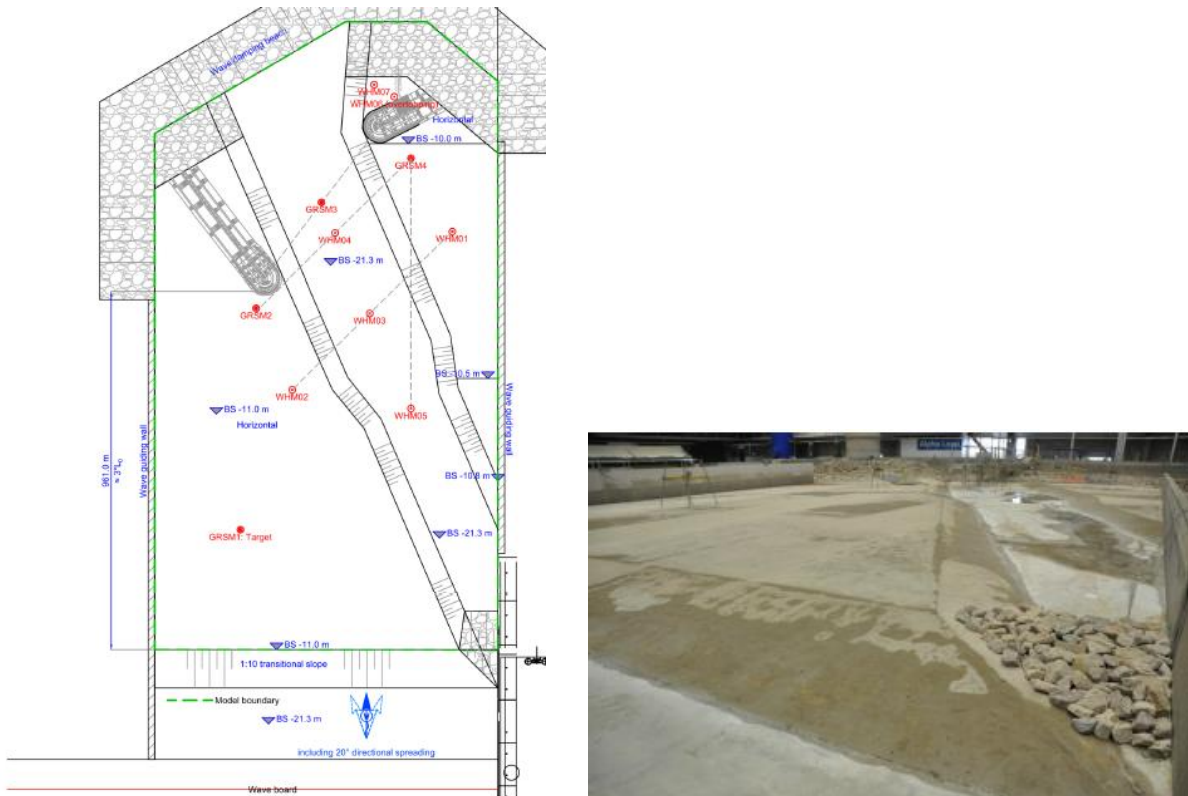 Wave damping beach
WHM07
WHM06 (overtopping)
Horizontal
BS -10.0 m
GRSM4
GRSM3
WHM04
WHM01
BS -21.3 m
GRSM2
WHM03
BS -10.5 m
WHM02
WHM05
BS -11.0 m
Horizontal
Wave guiding wall
Wave guiding wall
961.0 m
BS -10.8 m
GRSM1: Target
BS -21.3 m
BS -11.0 m
1:10 transitional slope
Model boundary
BS -21.3 m
including 20° directional spreading
Wave board